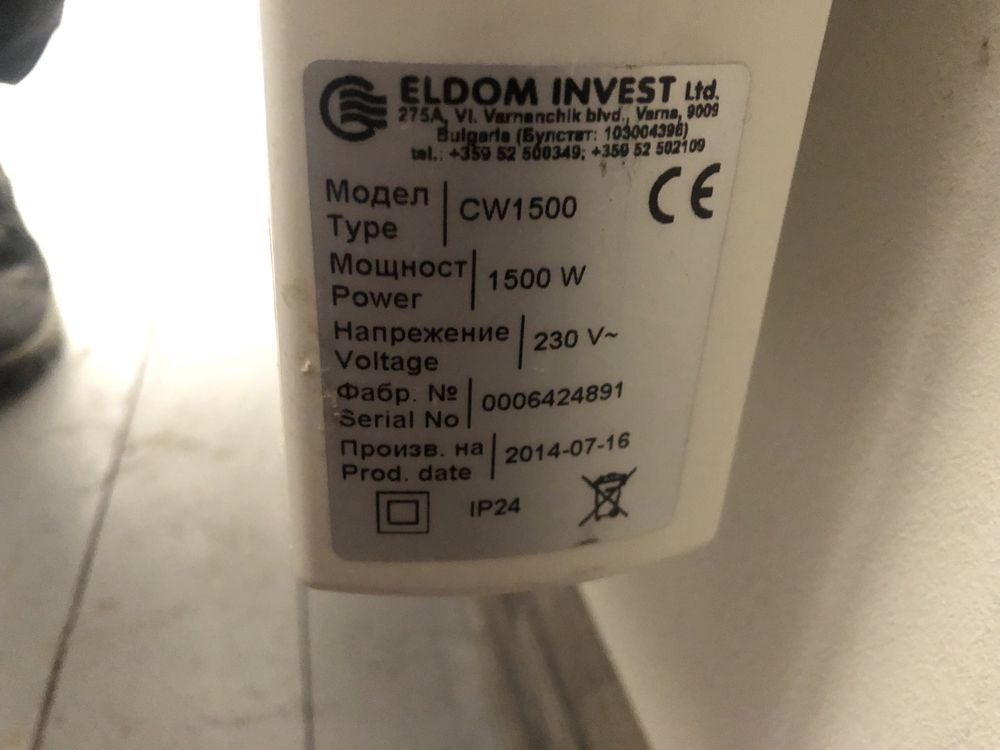 ELDOM INVEST Ltd.
275A, Vl. Varnenchik blvd., Varna, 9009
Bulgaria (Булстат: 103004396)
tel.: +359 52 500349; +359 52 502109
CE
Модел
Type
CW1500
Мощност
Power
1500 W
Напрежение
Voltage
230 V~
Фабр. №
Serial No
0006424891
Произв. на
Prod. date
2014-07-16
IP24